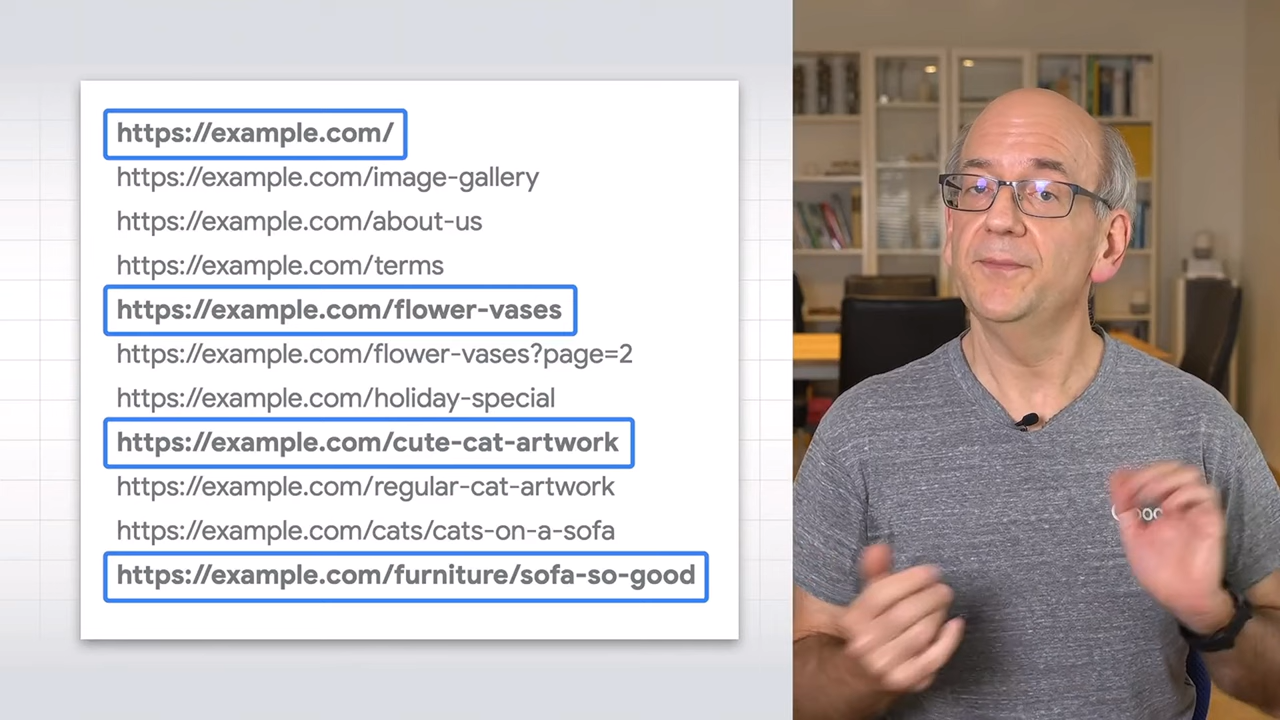 https://example.com/
https://example.com/image-gallery
https://example.com/about-us
https://example.com/terms
https://example.com/flower-vases
https://example.com/flower-vases?page=2
https://example.com/holiday-special
https://example.com/cute-cat-artwork
https://example.com/regular-cat-artwork
https://example.com/cats/cats-on-a-sofa
https://example.com/furniture/sofa-so-good